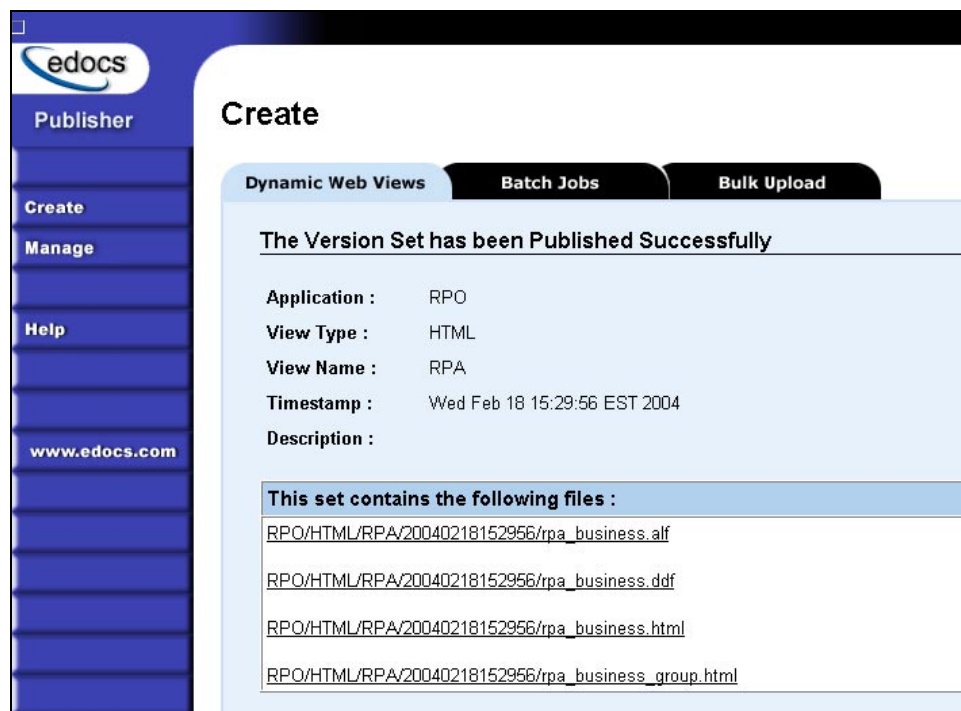 edocs
Publisher
Create
Manage
Help
www.edocs.com
Create
Dynamic Web Views
Batch Jobs
Bulk Upload
The Version Set has been Published Successfully
Application : RPO
View Type : HTML
View Name : RPA
Timestamp : Wed Feb 18 15:29:56 EST 2004
Description :
This set contains the following files :
RPO/HTML/RPA/20040218152956/rpa_business.alf
RPO/HTML/RPA/20040218152956/rpa_business.ddf
RPO/HTML/RPA/20040218152956/rpa_business.html
RPO/HTML/RPA/20040218152956/rpa_business_group.html